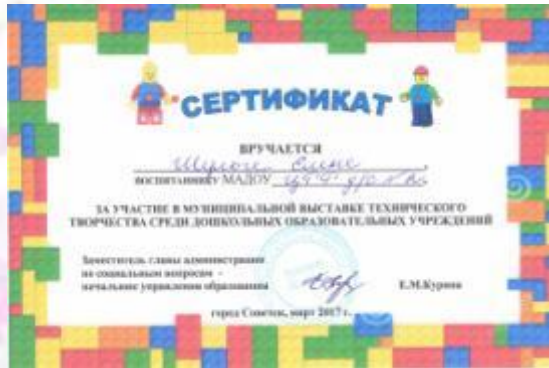 СЕРТИФИКАТ
ВРУЧАЕТСЯ
ВОСПИТАННИКУ МАДОУ
ЗА УЧАСТИЕ В МУНИЦИПАЛЬНОЙ ВЫСТАВКЕ ТЕХНИЧЕСКОГО
ТВОРЧЕСТВА СРЕДИ ДОШКОЛЬНЫХ ОБРАЗОВАТЕЛЬНЫХ УЧРЕЖДЕНИЙ
Заместитель главы администрации
по социальным вопросам -
начальник управления образования Е.М.Курова
город Советск, март 2017 г.